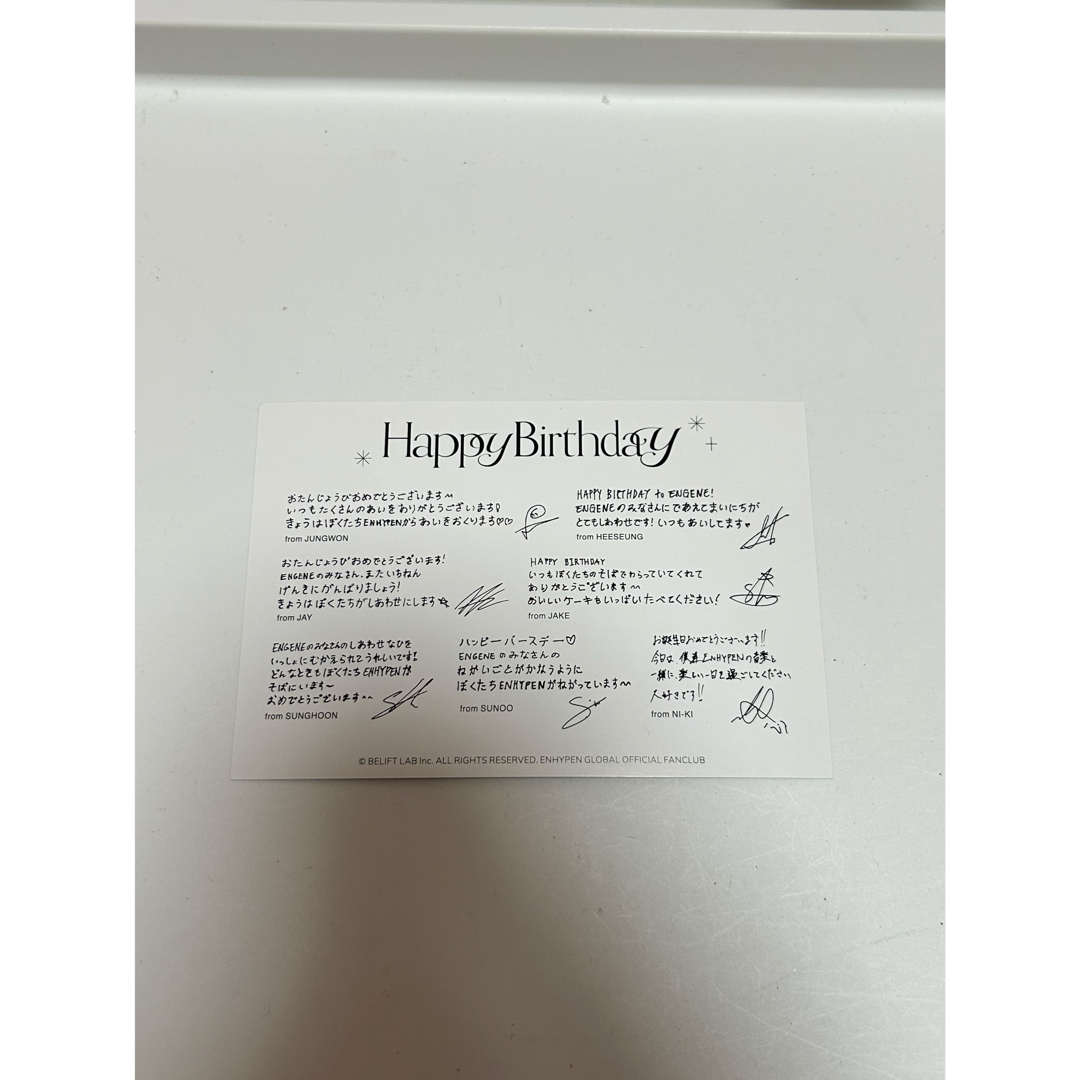 Happy Birthday
おたんじょうびおめでとうございます〜
いつもたくさんのあいをありがとうございます!
きょうはぼくたちENHYPENからあいをおくります♡♡
from JUNGWON
HAPPY BIRTHDAY to ENGENE!
ENGENEのみなさんにであえてまいにちが
とてもしあわせです! いつもあいしてます♥
from HEESEUNG
おたんじょうびおめでとうございます!
ENGENEのみなさん、またいちねん
げんきにがんばりましょう!
きょうはぼくたちがしあわせにします☆
from JAY
HAPPY BIRTHDAY
いつもぼくたちのそばでわらっていてくれて
ありがとうございます〜
おいしいケーキもいっぱいたべてください!
from JAKE
ENGENEのみなさんのしあわせなひを
いっしょにむかえられてうれしいです!
どんなときもぼくたちENHYPENが
そばにいます〜
おめでとうございます^^
from SUNGHOON
ハッピーバースデー♡
ENGENEのみなさんの
ねがいごとがかなうように
ぼくたちENHYPENがねがっています〜
from SUNOO
お誕生日おめでとうございます!!
今日は、僕達ENHYPENの音楽と
一緒に楽しい一日を過ごしてください
大好きです!!
from NI-KI
© BELIFT LAB Inc. ALL RIGHTS RESERVED. ENHYPEN GLOBAL OFFICIAL FANCLUB